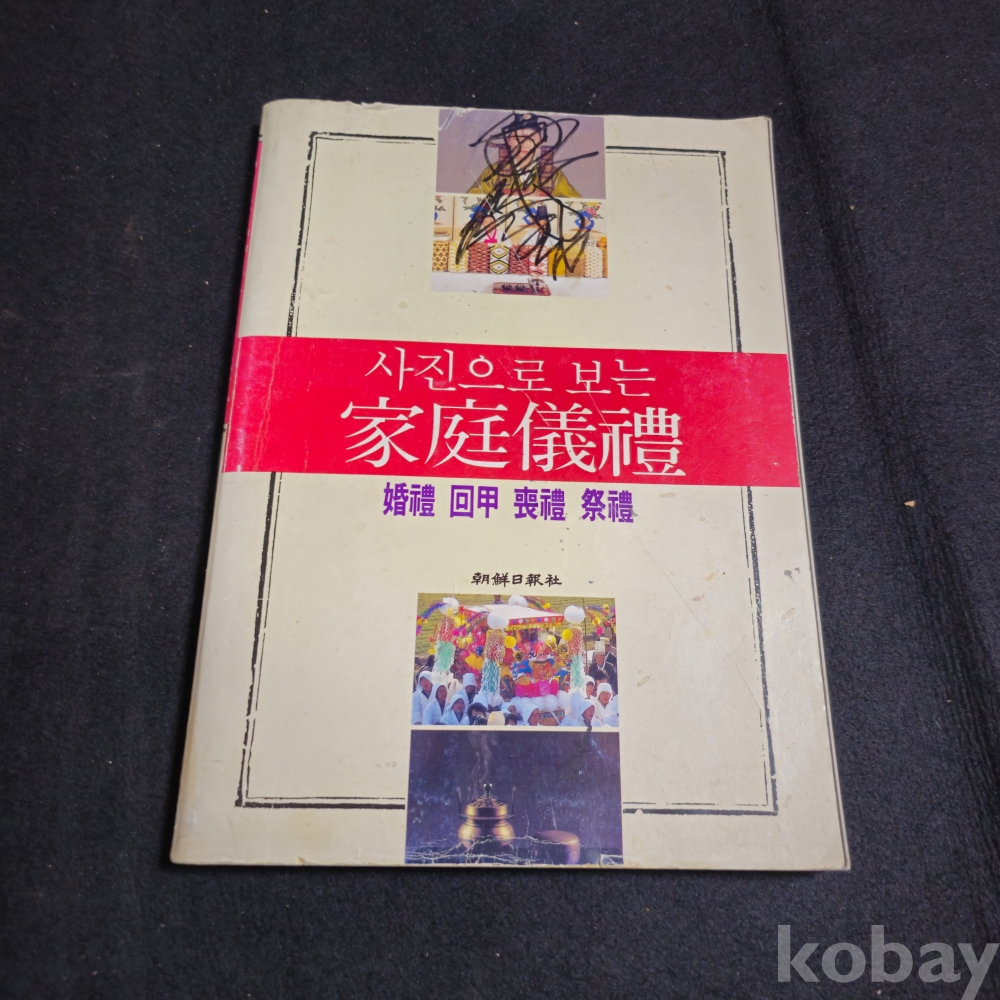 사진으로 보는
家庭儀禮
婚禮 回甲 喪禮 祭禮
朝鮮日報社
kobay